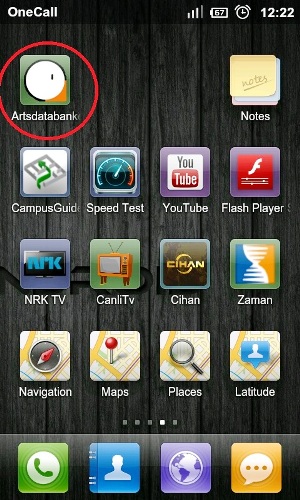 OneCall 67 12:22
Artsdatabanke Notes
notes
CampusGuide Speed Test YouTube Flash Player S
You
Tube
NRK TV CanliTv Cihan Zaman
NRK
CIHAN
Navigation Maps Places Latitude